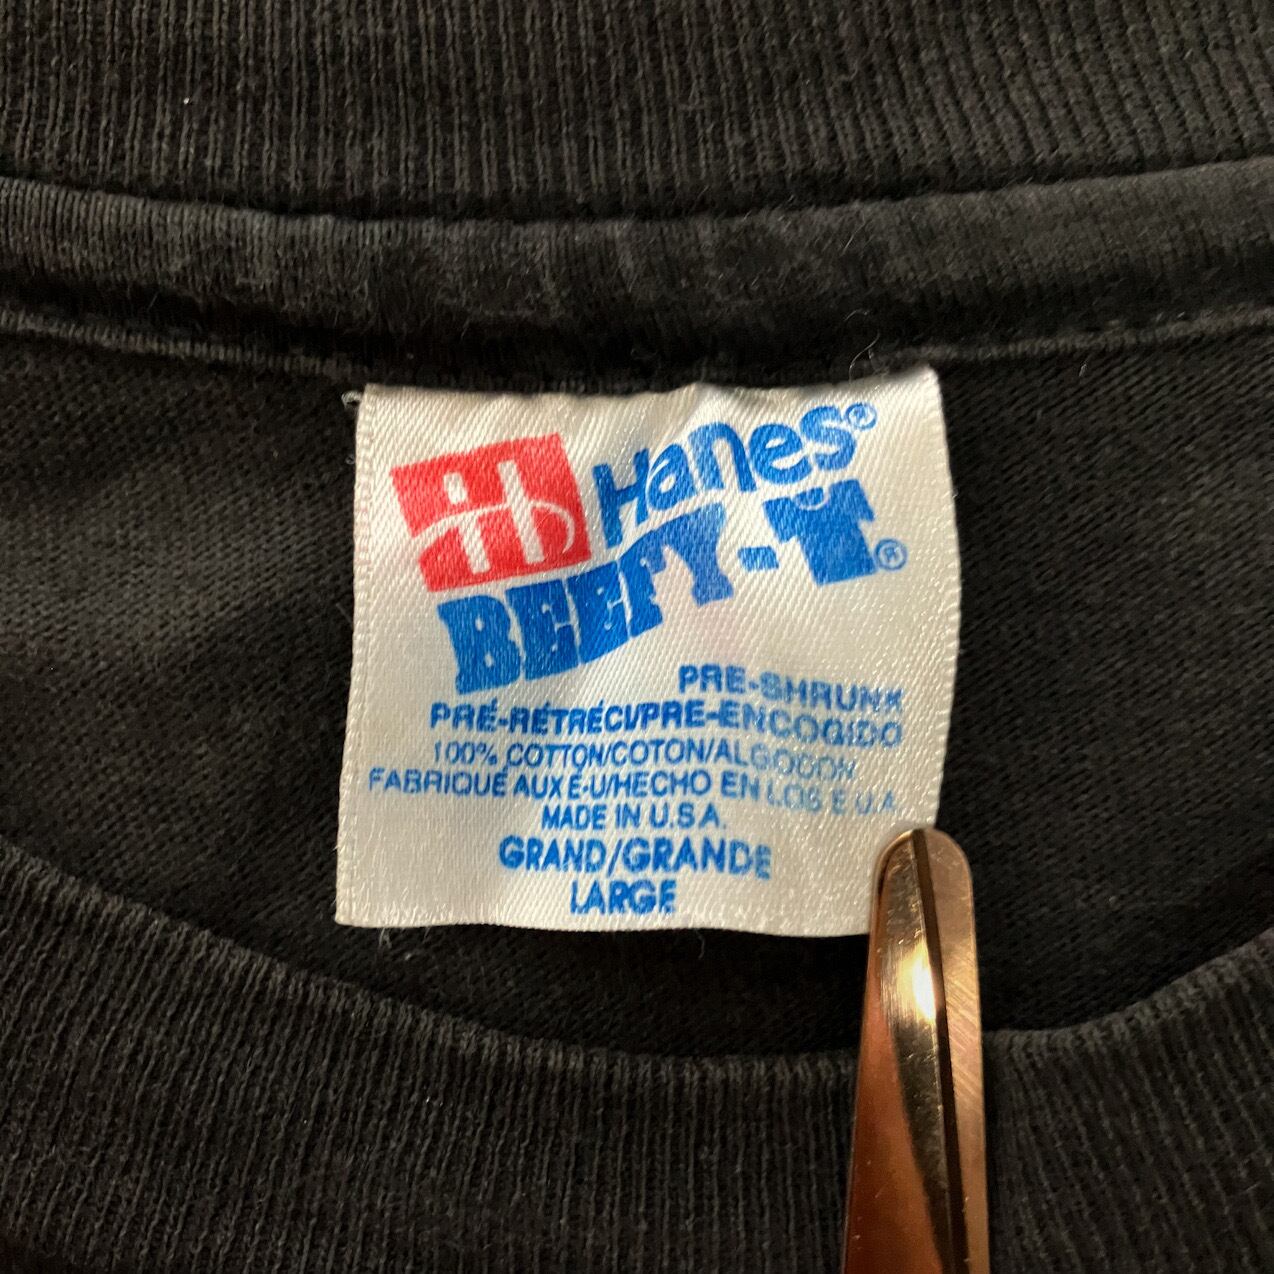 Hanes®
BEEFY-T®
PRE-SHRUNK
PRÉ-RÉTRÉCI/PRE-ENCOGIDO
100% COTTON/COTON/ALGODON
FABRIQUÉ AUX É-U/HECHO EN LOS E.U.A.
MADE IN U.S.A.
GRAND/GRANDE
LARGE